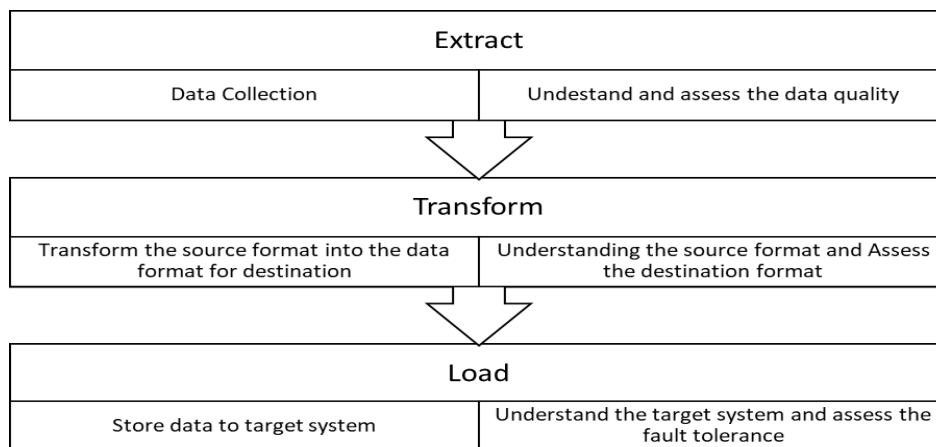 Extract
Data Collection
Undestand and assess the data quality
Transform
Transform the source format into the data
format for destination
Understanding the source format and Assess
the destination format
Load
Store data to target system
Understand the target system and assess the
fault tolerance